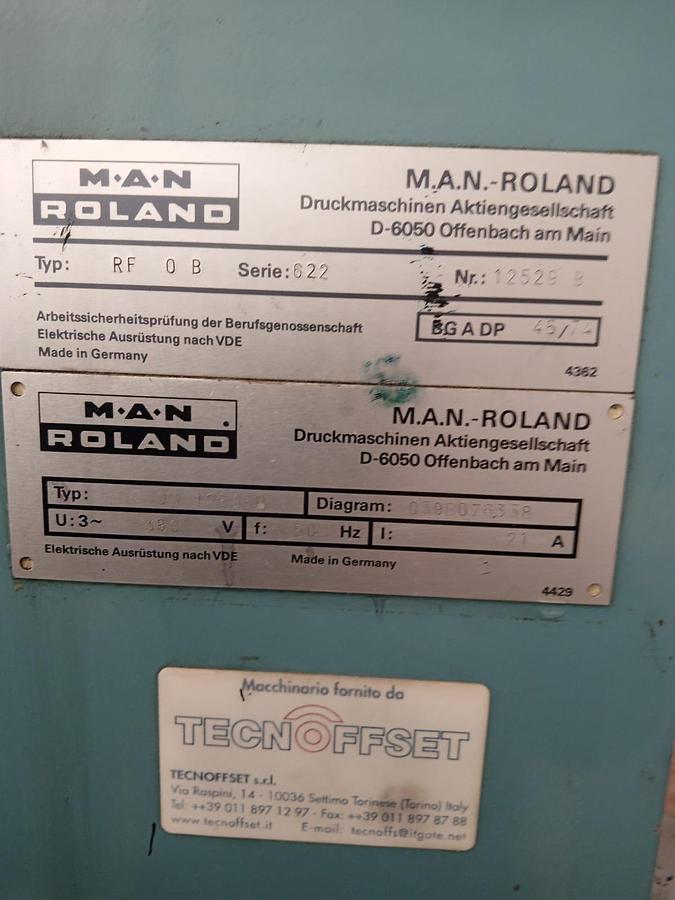 M·A·N
ROLAND
M.A.N.-ROLAND
Druckmaschinen Aktiengesellschaft
D-6050 Offenbach am Main
Typ: RF 0 B Serie: 622 Nr.: 12529 B
Arbeitssicherheitsprüfung der Berufsgenossenschaft
Elektrische Ausrüstung nach VDE
Made in Germany
BG A DP 45/74
4362
M·A·N
ROLAND
M.A.N.-ROLAND
Druckmaschinen Aktiengesellschaft
D-6050 Offenbach am Main
Typ: Diagram:
U: 3~ V f: Hz I: 21 A
Elektrische Ausrüstung nach VDE Made in Germany
4429
Macchinario fornito da
TECNOFFSET
TECNOFFSET s.r.l.
Via Raspini, 14 - 10036 Settimo Torinese (Torino) Italy
Tel: ++39 011 897 12 97 - Fax: ++39 011 897 87 88
www.tecnoffset.it E-mail: tecnoffs@itgate.net